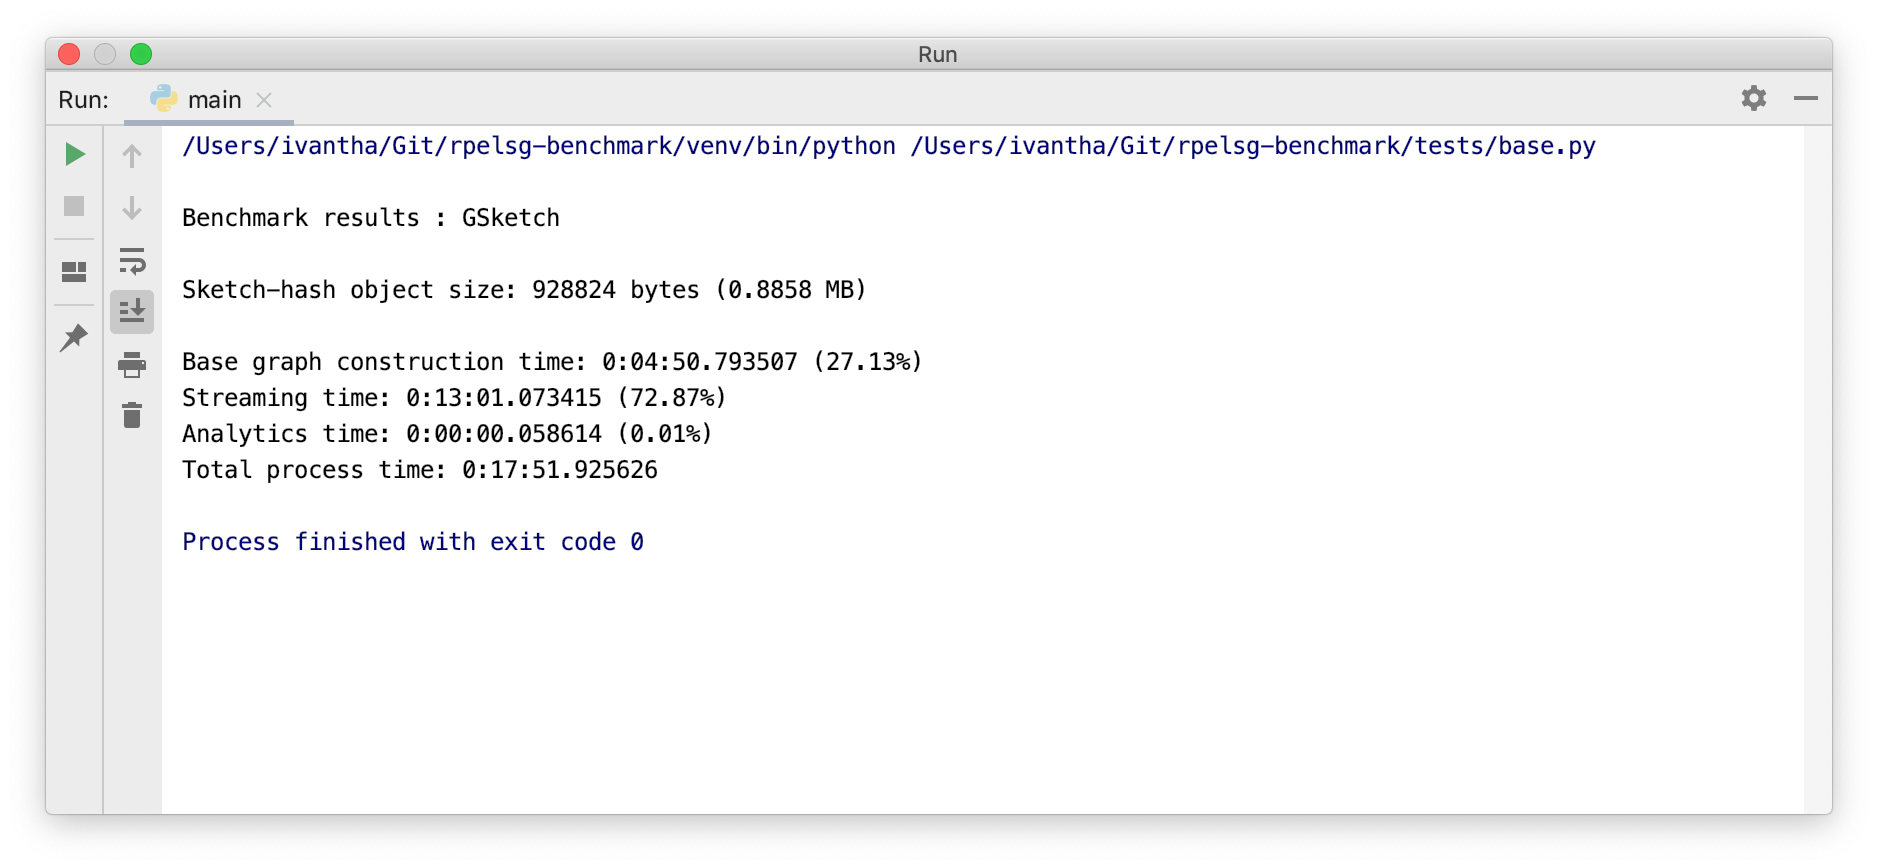 Run
Run: main
/Users/ivantha/Git/rpelsg-benchmark/venv/bin/python /Users/ivantha/Git/rpelsg-benchmark/tests/base.py
Benchmark results : GSketch
Sketch-hash object size: 928824 bytes (0.8858 MB)
Base graph construction time: 0:04:50.793507 (27.13%)
Streaming time: 0:13:01.073415 (72.87%)
Analytics time: 0:00:00.058614 (0.01%)
Total process time: 0:17:51.925626
Process finished with exit code 0